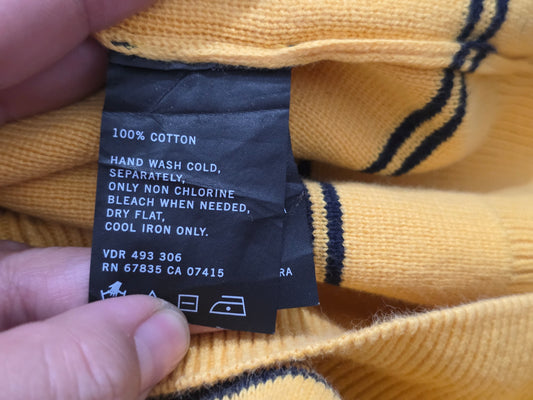 100% COTTON
HAND WASH COLD,
SEPARATELY,
ONLY NON CHLORINE
BLEACH WHEN NEEDED,
DRY FLAT,
COOL IRON ONLY.
VDR 493 306
RN 67835 CA 07415
RA